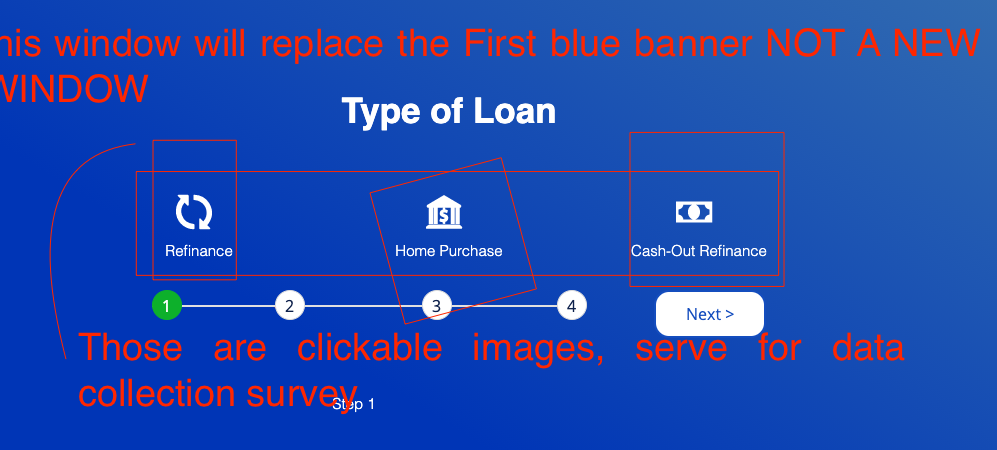 his window will replace the First blue banner NOT A NEW
WINDOW
Type of Loan
Refinance
Home Purchase
Cash-Out Refinance
1
2
3
4
Next >
Those are clickable images, serve for data
collection survey
Step 1